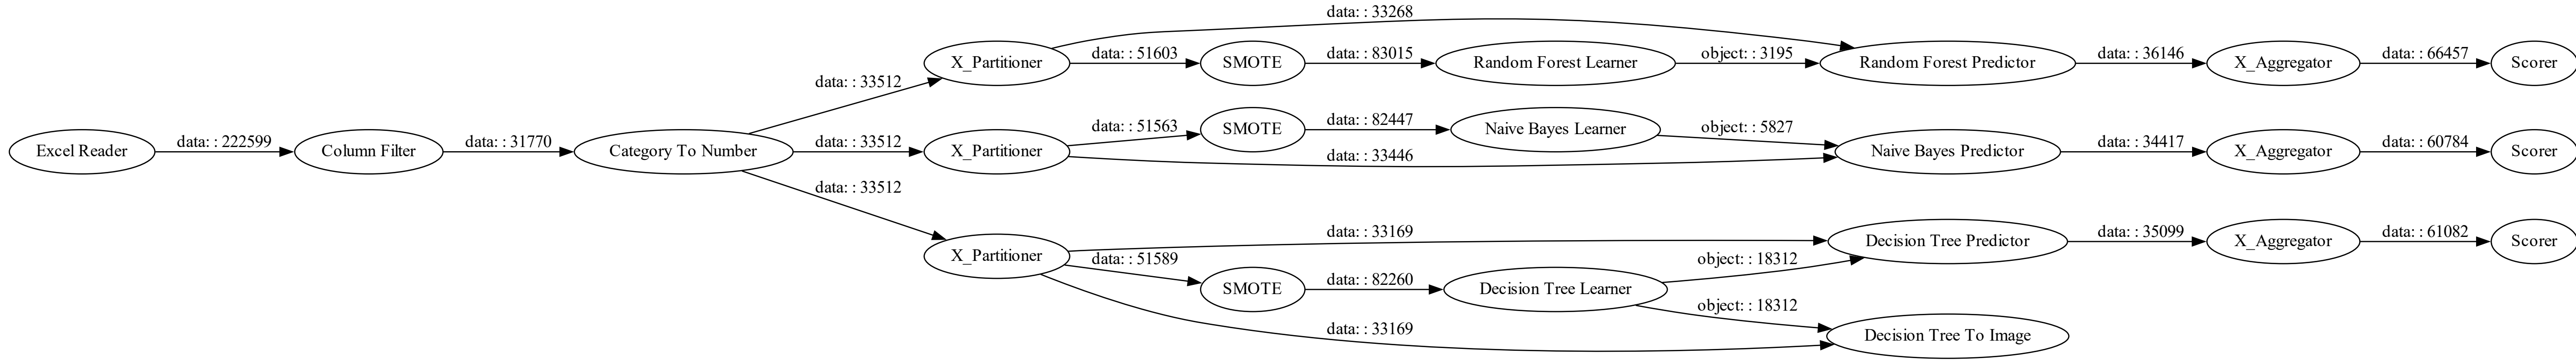 data: : 33268
X_Partitioner
data: : 51603
SMOTE
data: : 83015
Random Forest Learner
object: : 3195
Random Forest Predictor
data: : 36146
X_Aggregator
data: : 66457
Scorer
data: : 33512
Excel Reader
data: : 222599
Column Filter
data: : 31770
Category To Number
data: : 33512
X_Partitioner
data: : 51563
SMOTE
data: : 82447
Naive Bayes Learner
object: : 5827
data: : 33446
Naive Bayes Predictor
data: : 34417
X_Aggregator
data: : 60784
Scorer
data: : 33512
X_Partitioner
data: : 33169
data: : 51589
SMOTE
data: : 82260
Decision Tree Learner
object: : 18312
Decision Tree Predictor
data: : 35099
X_Aggregator
data: : 61082
Scorer
object: : 18312
data: : 33169
Decision Tree To Image